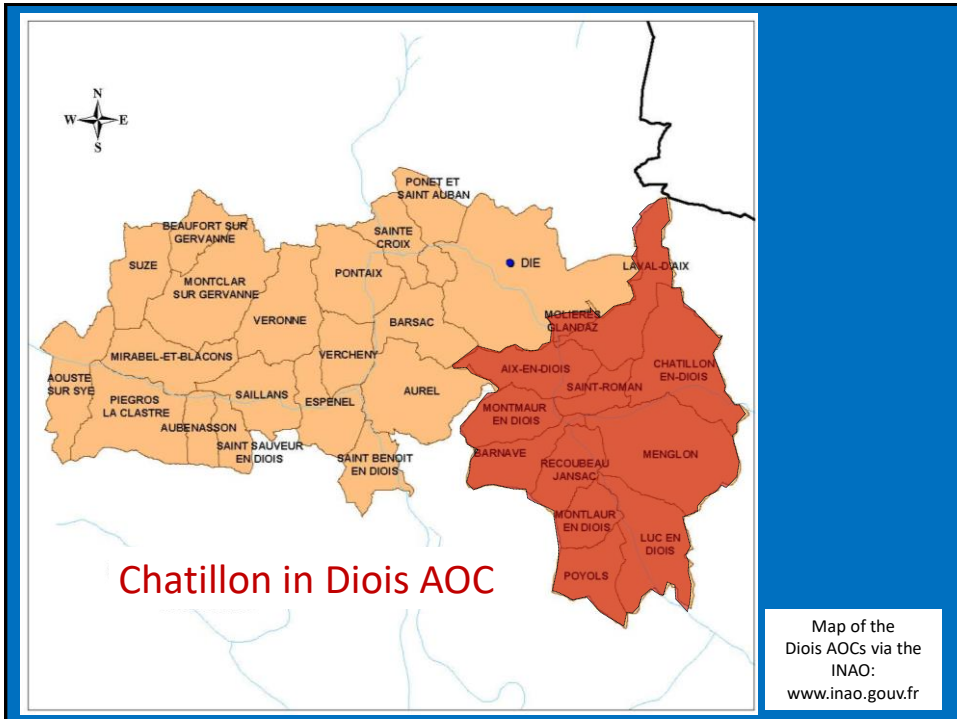 N
W
E
S
PONET ET
SAINT AUBAN
BEAUFORT SUR
GERVANNE
SAINTE
CROIX
SUZE
DIE
LAVAL-D'AIX
PONTAIX
MONTCLAR
SUR GERVANNE
MOLIERES
GLANDAZ
VERONNE
BARSAC
MIRABEL-ET-BLACONS
VERCHENY
CHATILLON
EN-DIOIS
AIX-EN-DIOIS
AOUSTE
SUR SYE
SAINT-ROMAN
PIEGROS
LA CLASTRE
SAILLANS
ESPENEL
AUREL
MONTMAUR
EN DIOIS
AUBENASSON
SAINT SAUVEUR
EN DIOIS
SAINT BENOIT
EN DIOIS
BARNAVE
RECOUBEAU
JANSAC
MENGLON
MONTLAUR
EN DIOIS
LUC EN
DIOIS
POYOLS
Chatillon in Diois AOC
Map of the
Diois AOCs via the
INAO:
www.inao.gouv.fr